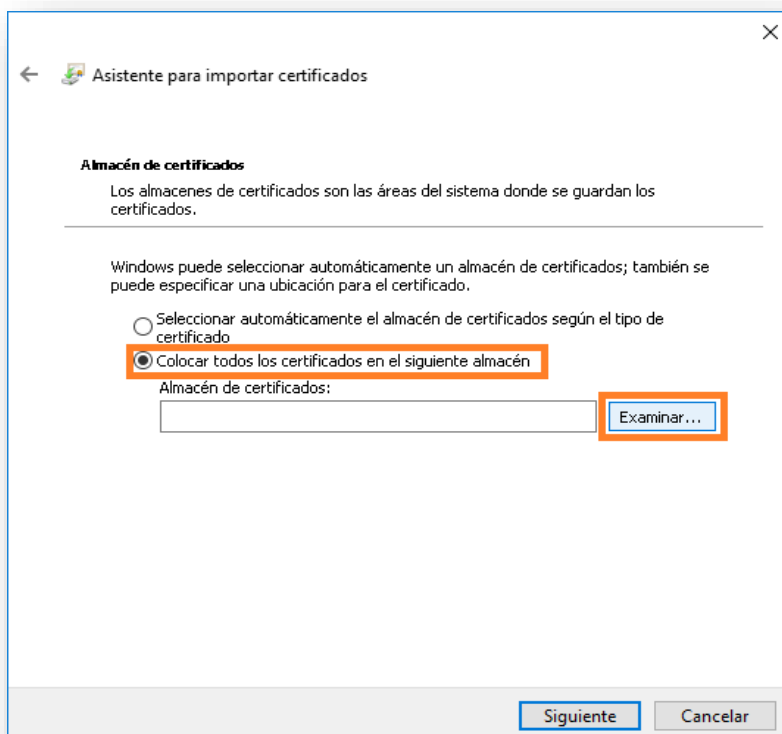 Asistente para importar certificados
Almacén de certificados
Los almacenes de certificados son las áreas del sistema donde se guardan los
certificados.
Windows puede seleccionar automáticamente un almacén de certificados; también se
puede especificar una ubicación para el certificado.
Seleccionar automáticamente el almacén de certificados según el tipo de
certificado
Colocar todos los certificados en el siguiente almacén
Almacén de certificados:
Examinar...
Siguiente
Cancelar